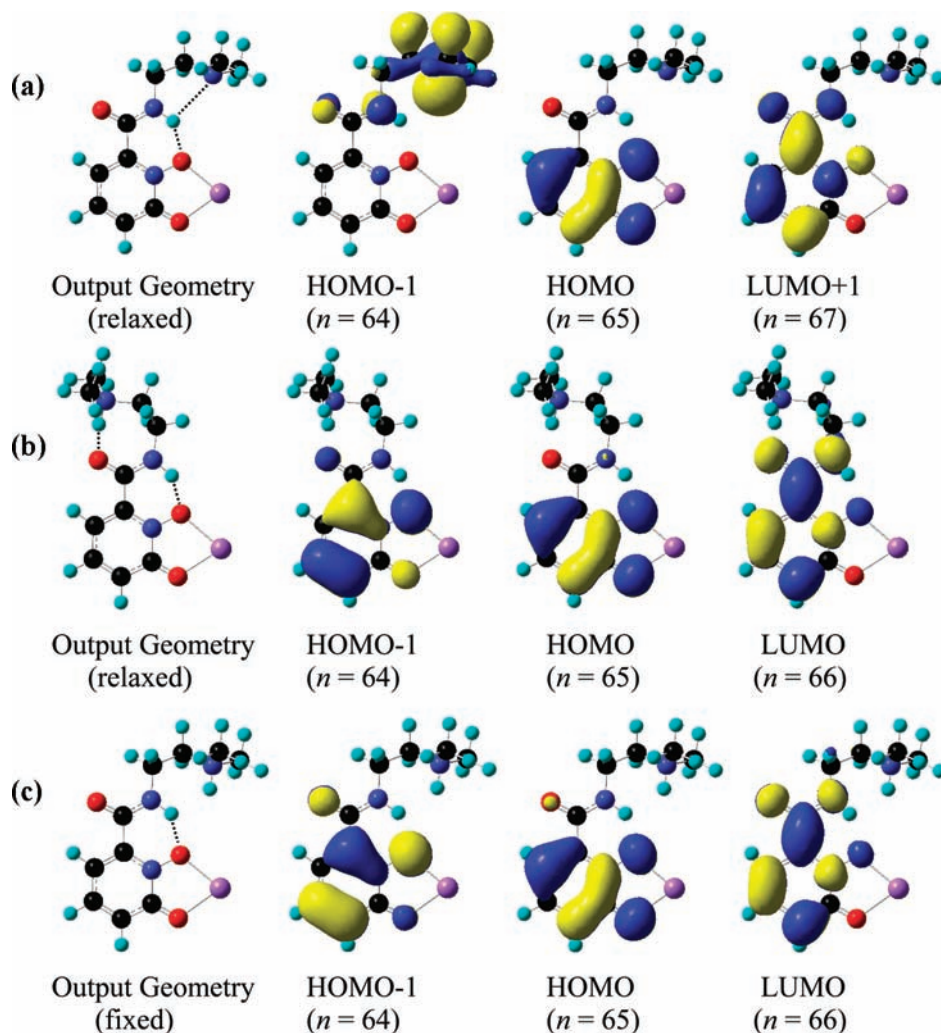 (a)
Output Geometry HOMO-1 HOMO LUMO+1
(relaxed) (n = 64) (n = 65) (n = 67)
(b)
Output Geometry HOMO-1 HOMO LUMO
(relaxed) (n = 64) (n = 65) (n = 66)
(c)
Output Geometry HOMO-1 HOMO LUMO
(fixed) (n = 64) (n = 65) (n = 66)